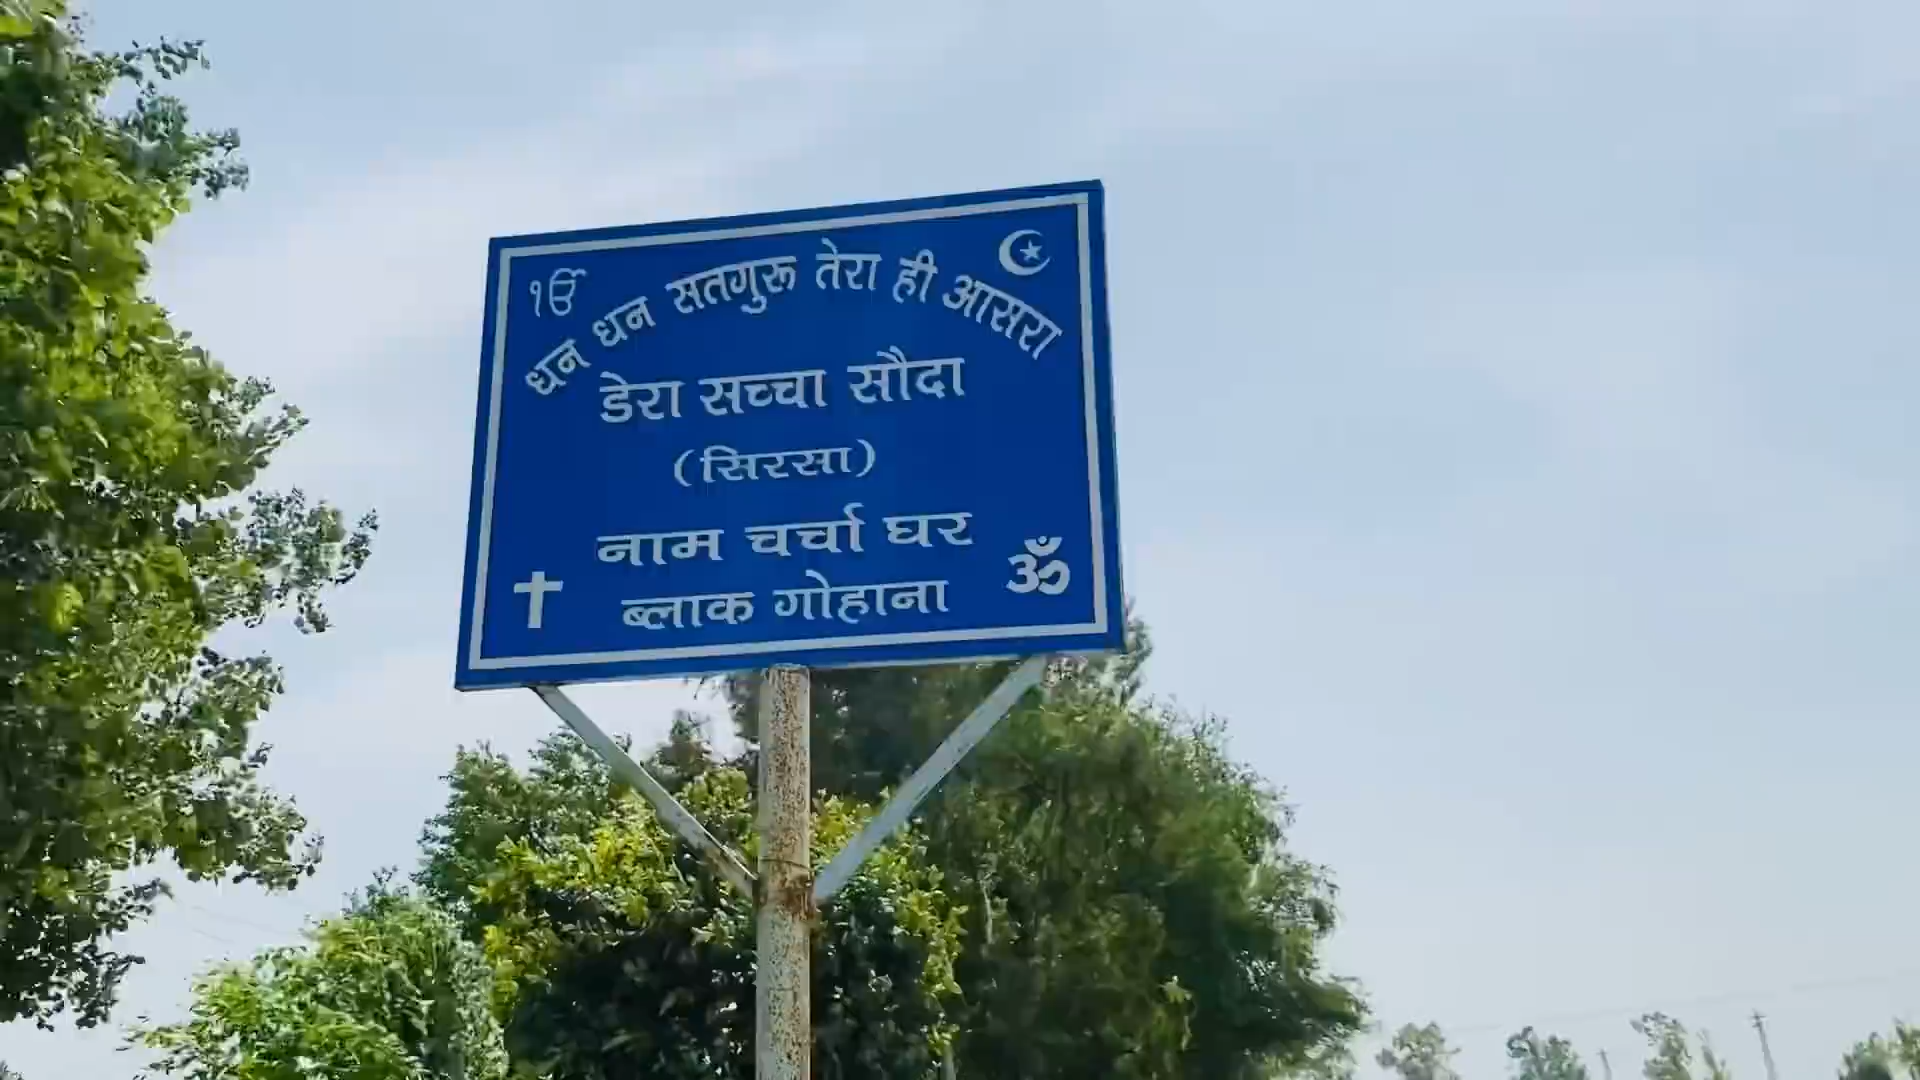 ੴ
धन धन सतगुरू तेरा ही आसरा
डेरा सच्चा सौदा
(सिरसा)
नाम चर्चा घर
ब्लाक गोहाना
ॐ